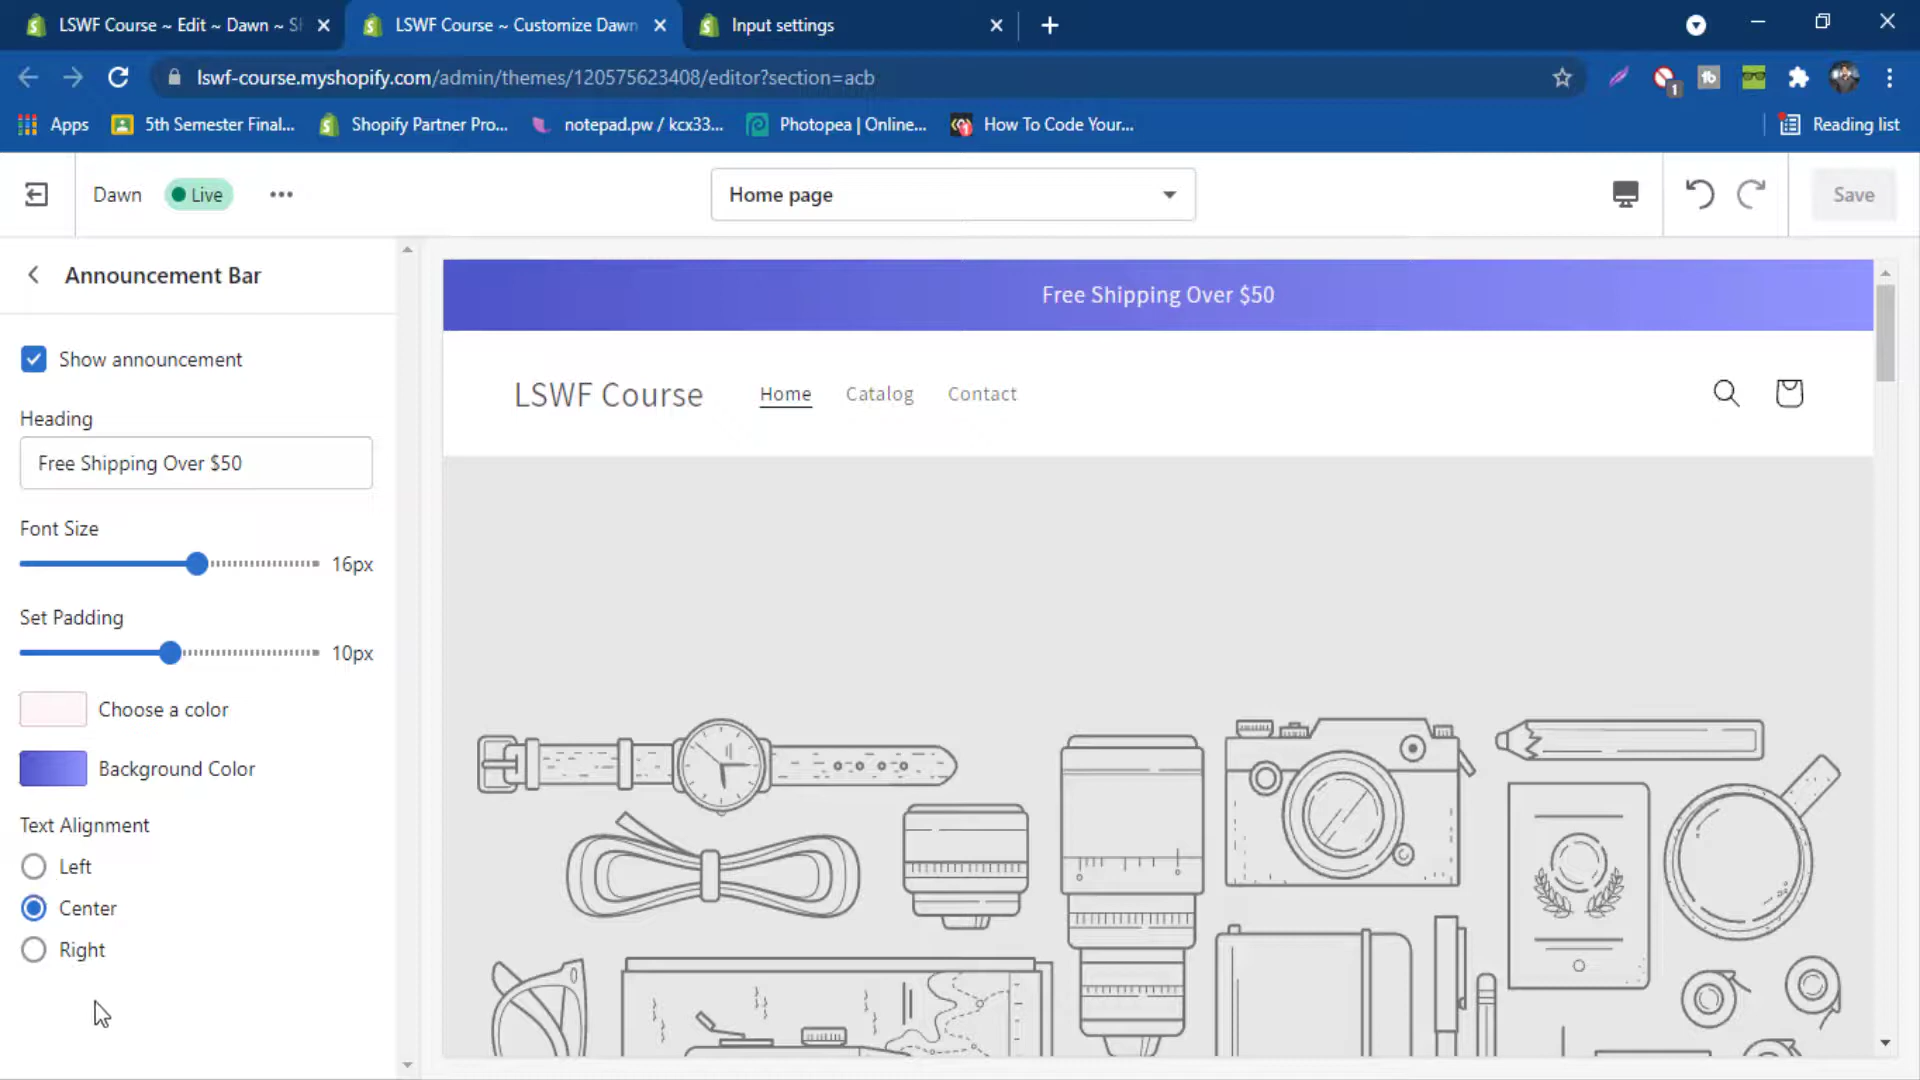 LSWF Course ~ Edit ~ Dawn ~ S
LSWF Course ~ Customize Dawn
Input settings
lswf-course.myshopify.com/admin/themes/120575623408/editor?section=acb
1
tb
Apps
5th Semester Final...
Shopify Partner Pro...
notepad.pw / kcx33...
Photopea | Online...
How To Code Your...
Reading list
Dawn
Live
Home page
Save
Announcement Bar
Show announcement
Heading
Free Shipping Over $50
Font Size
16px
Set Padding
10px
Choose a color
Background Color
Text Alignment
Left
Center
Right
Free Shipping Over $50
LSWF Course
Home
Catalog
Contact